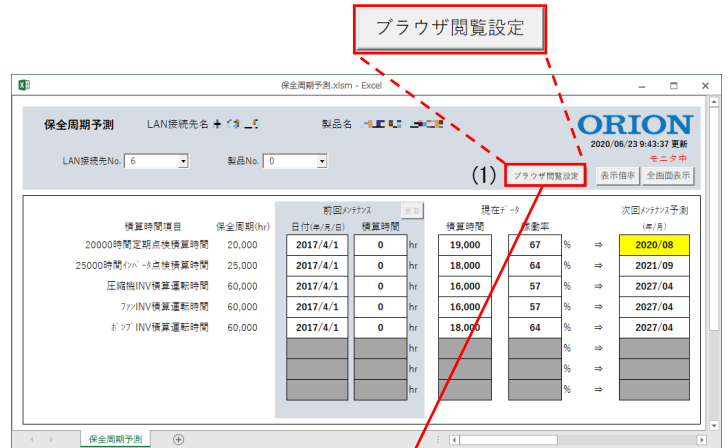 ブラウザ閲覧設定
保全周期予測.xlsm - Excel
保全周期予測 LAN接続先名 製品名 ORION
2020/06/23 9:43:37 更新
モニタ中
LAN接続先No. 6 製品No. 0
(1) ブラウザ閲覧設定 表示倍率 全画面表示
前回ﾒﾝﾃﾅﾝｽ 更新 現在ﾃﾞｰﾀ 次回ﾒﾝﾃﾅﾝｽ予測
積算時間項目 保全周期(hr) 日付(年/月/日) 積算時間 積算時間 稼働率 (年/月)
20000時間定期点検積算時間 20,000 2017/4/1 0 hr 19,000 67 % ⇒ 2020/08
25000時間ｲﾝﾊﾞｰﾀ点検積算時間 25,000 2017/4/1 0 hr 18,000 64 % ⇒ 2021/09
圧縮機INV積算運転時間 60,000 2017/4/1 0 hr 16,000 57 % ⇒ 2027/04
ﾌｧﾝINV積算運転時間 60,000 2017/4/1 0 hr 16,000 57 % ⇒ 2027/04
ﾎﾟﾝﾌﾟINV積算運転時間 60,000 2017/4/1 0 hr 18,000 64 % ⇒ 2027/04
hr % ⇒
hr % ⇒
hr % ⇒
保全周期予測